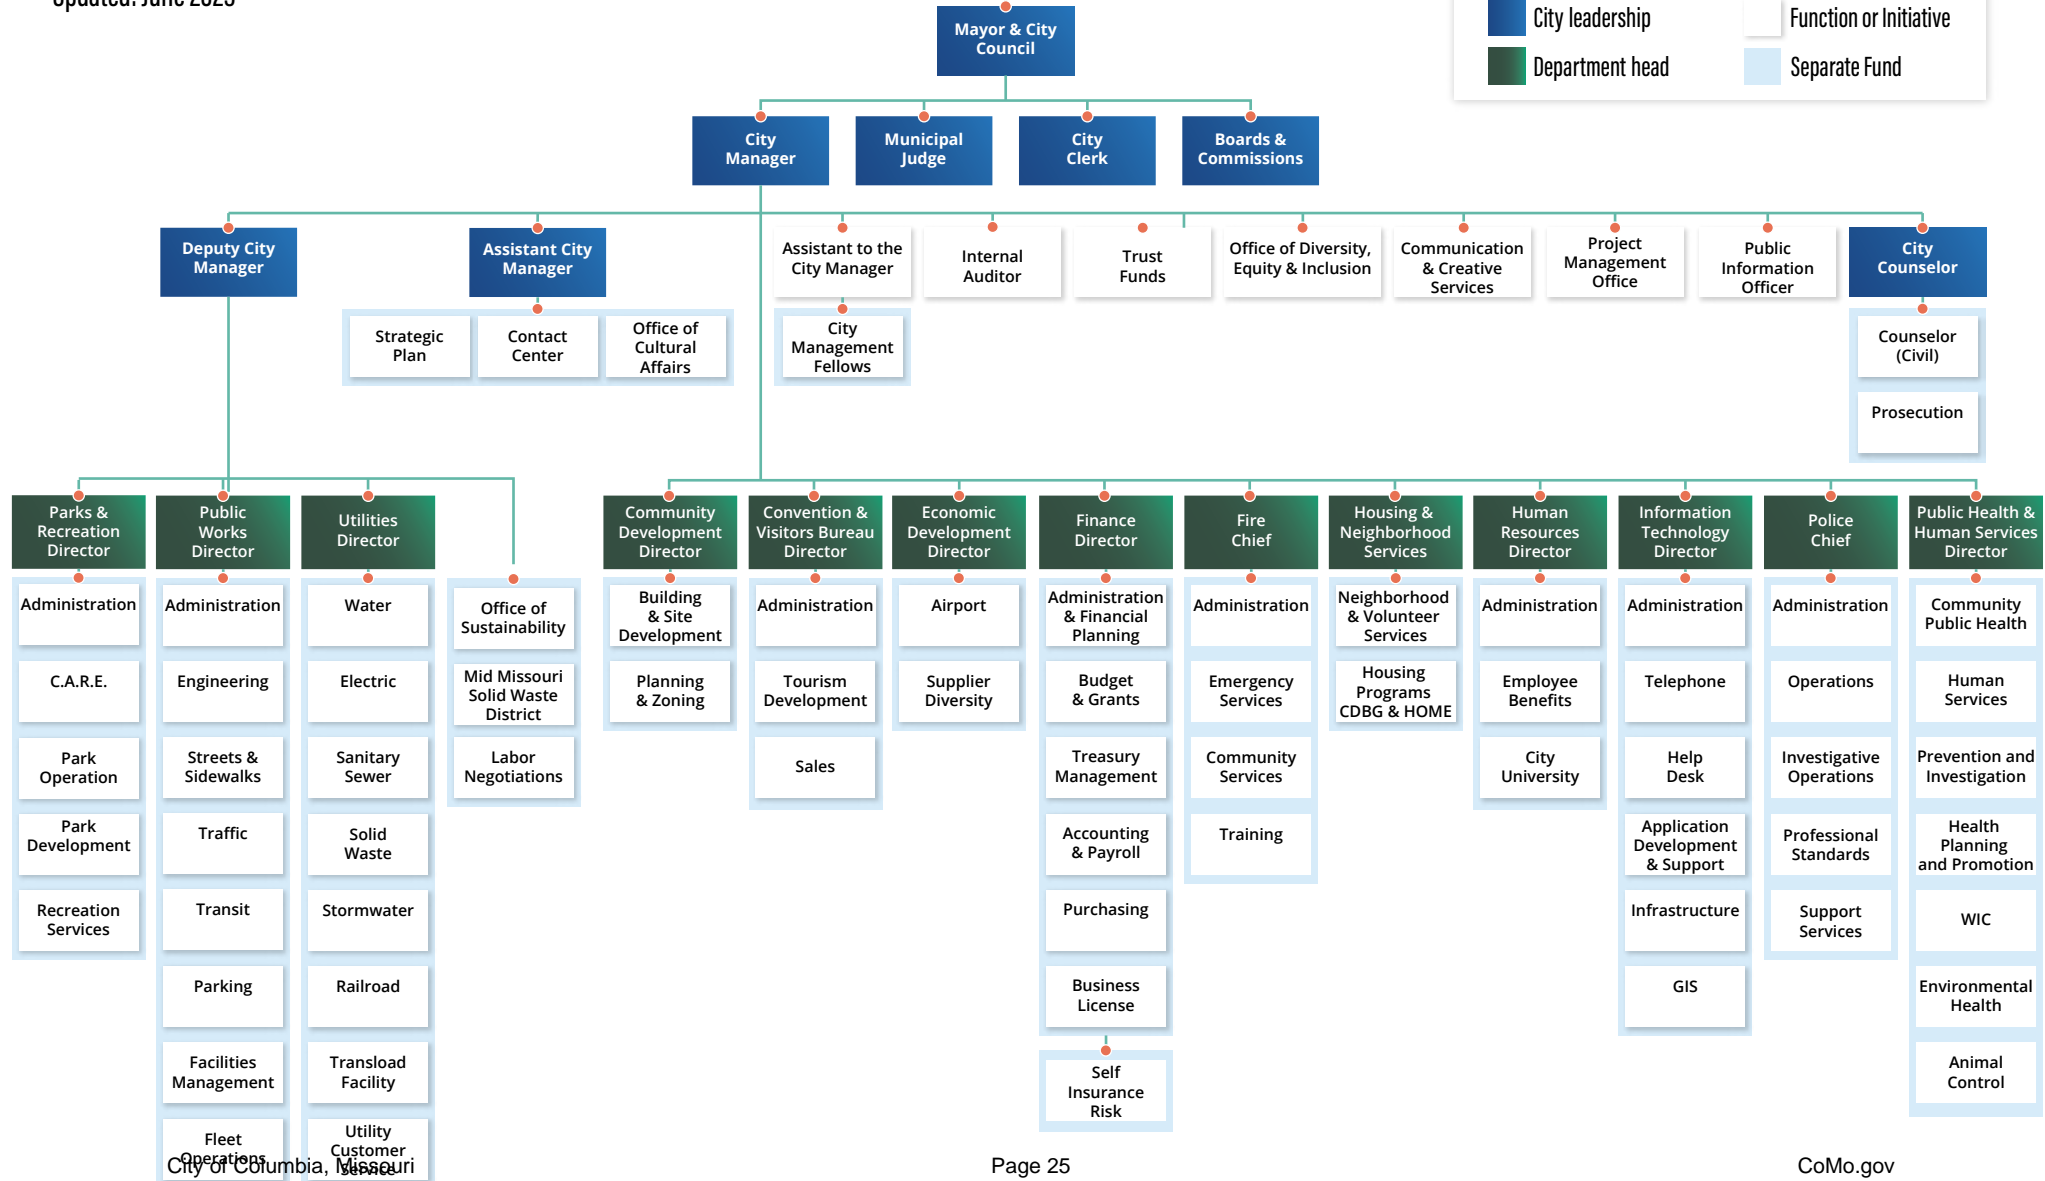 Updated: June 2023
City leadership
Function or Initiative
Department head
Separate Fund
Mayor & City
Council
City
Manager
Municipal
Judge
City
Clerk
Boards &
Commissions
Deputy City
Manager
Assistant City
Manager
Assistant to the
City Manager
Internal
Auditor
Trust
Funds
Office of Diversity,
Equity & Inclusion
Communication
& Creative
Services
Project
Management
Office
Public
Information
Officer
City
Counselor
Strategic
Plan
Contact
Center
Office of
Cultural
Affairs
City
Management
Fellows
Counselor
(Civil)
Prosecution
Parks &
Recreation
Director
Administration
C.A.R.E.
Park
Operation
Park
Development
Recreation
Services
Public
Works
Director
Administration
Engineering
Streets &
Sidewalks
Traffic
Transit
Parking
Facilities
Management
Fleet
Operations
Utilities
Director
Water
Electric
Sanitary
Sewer
Solid
Waste
Stormwater
Railroad
Transload
Facility
Utility
Customer
Service
Office of
Sustainability
Mid Missouri
Solid Waste
District
Labor
Negotiations
Community
Development
Director
Building
& Site
Development
Planning
& Zoning
Convention &
Visitors Bureau
Director
Administration
Tourism
Development
Sales
Economic
Development
Director
Airport
Supplier
Diversity
Finance
Director
Administration
& Financial
Planning
Budget
& Grants
Treasury
Management
Accounting
& Payroll
Purchasing
Business
License
Self
Insurance
Risk
Fire
Chief
Administration
Emergency
Services
Community
Services
Training
Housing &
Neighborhood
Services
Neighborhood
& Volunteer
Services
Housing
Programs
CDBG & HOME
Human
Resources
Director
Administration
Employee
Benefits
City
University
Information
Technology
Director
Administration
Telephone
Help
Desk
Application
Development
& Support
Infrastructure
GIS
Police
Chief
Administration
Operations
Investigative
Operations
Professional
Standards
Support
Services
Public Health &
Human Services
Director
Community
Public Health
Human
Services
Prevention and
Investigation
Health
Planning
and Promotion
WIC
Environmental
Health
Animal
Control
City of Columbia, Missouri
Page 25
CoMo.gov